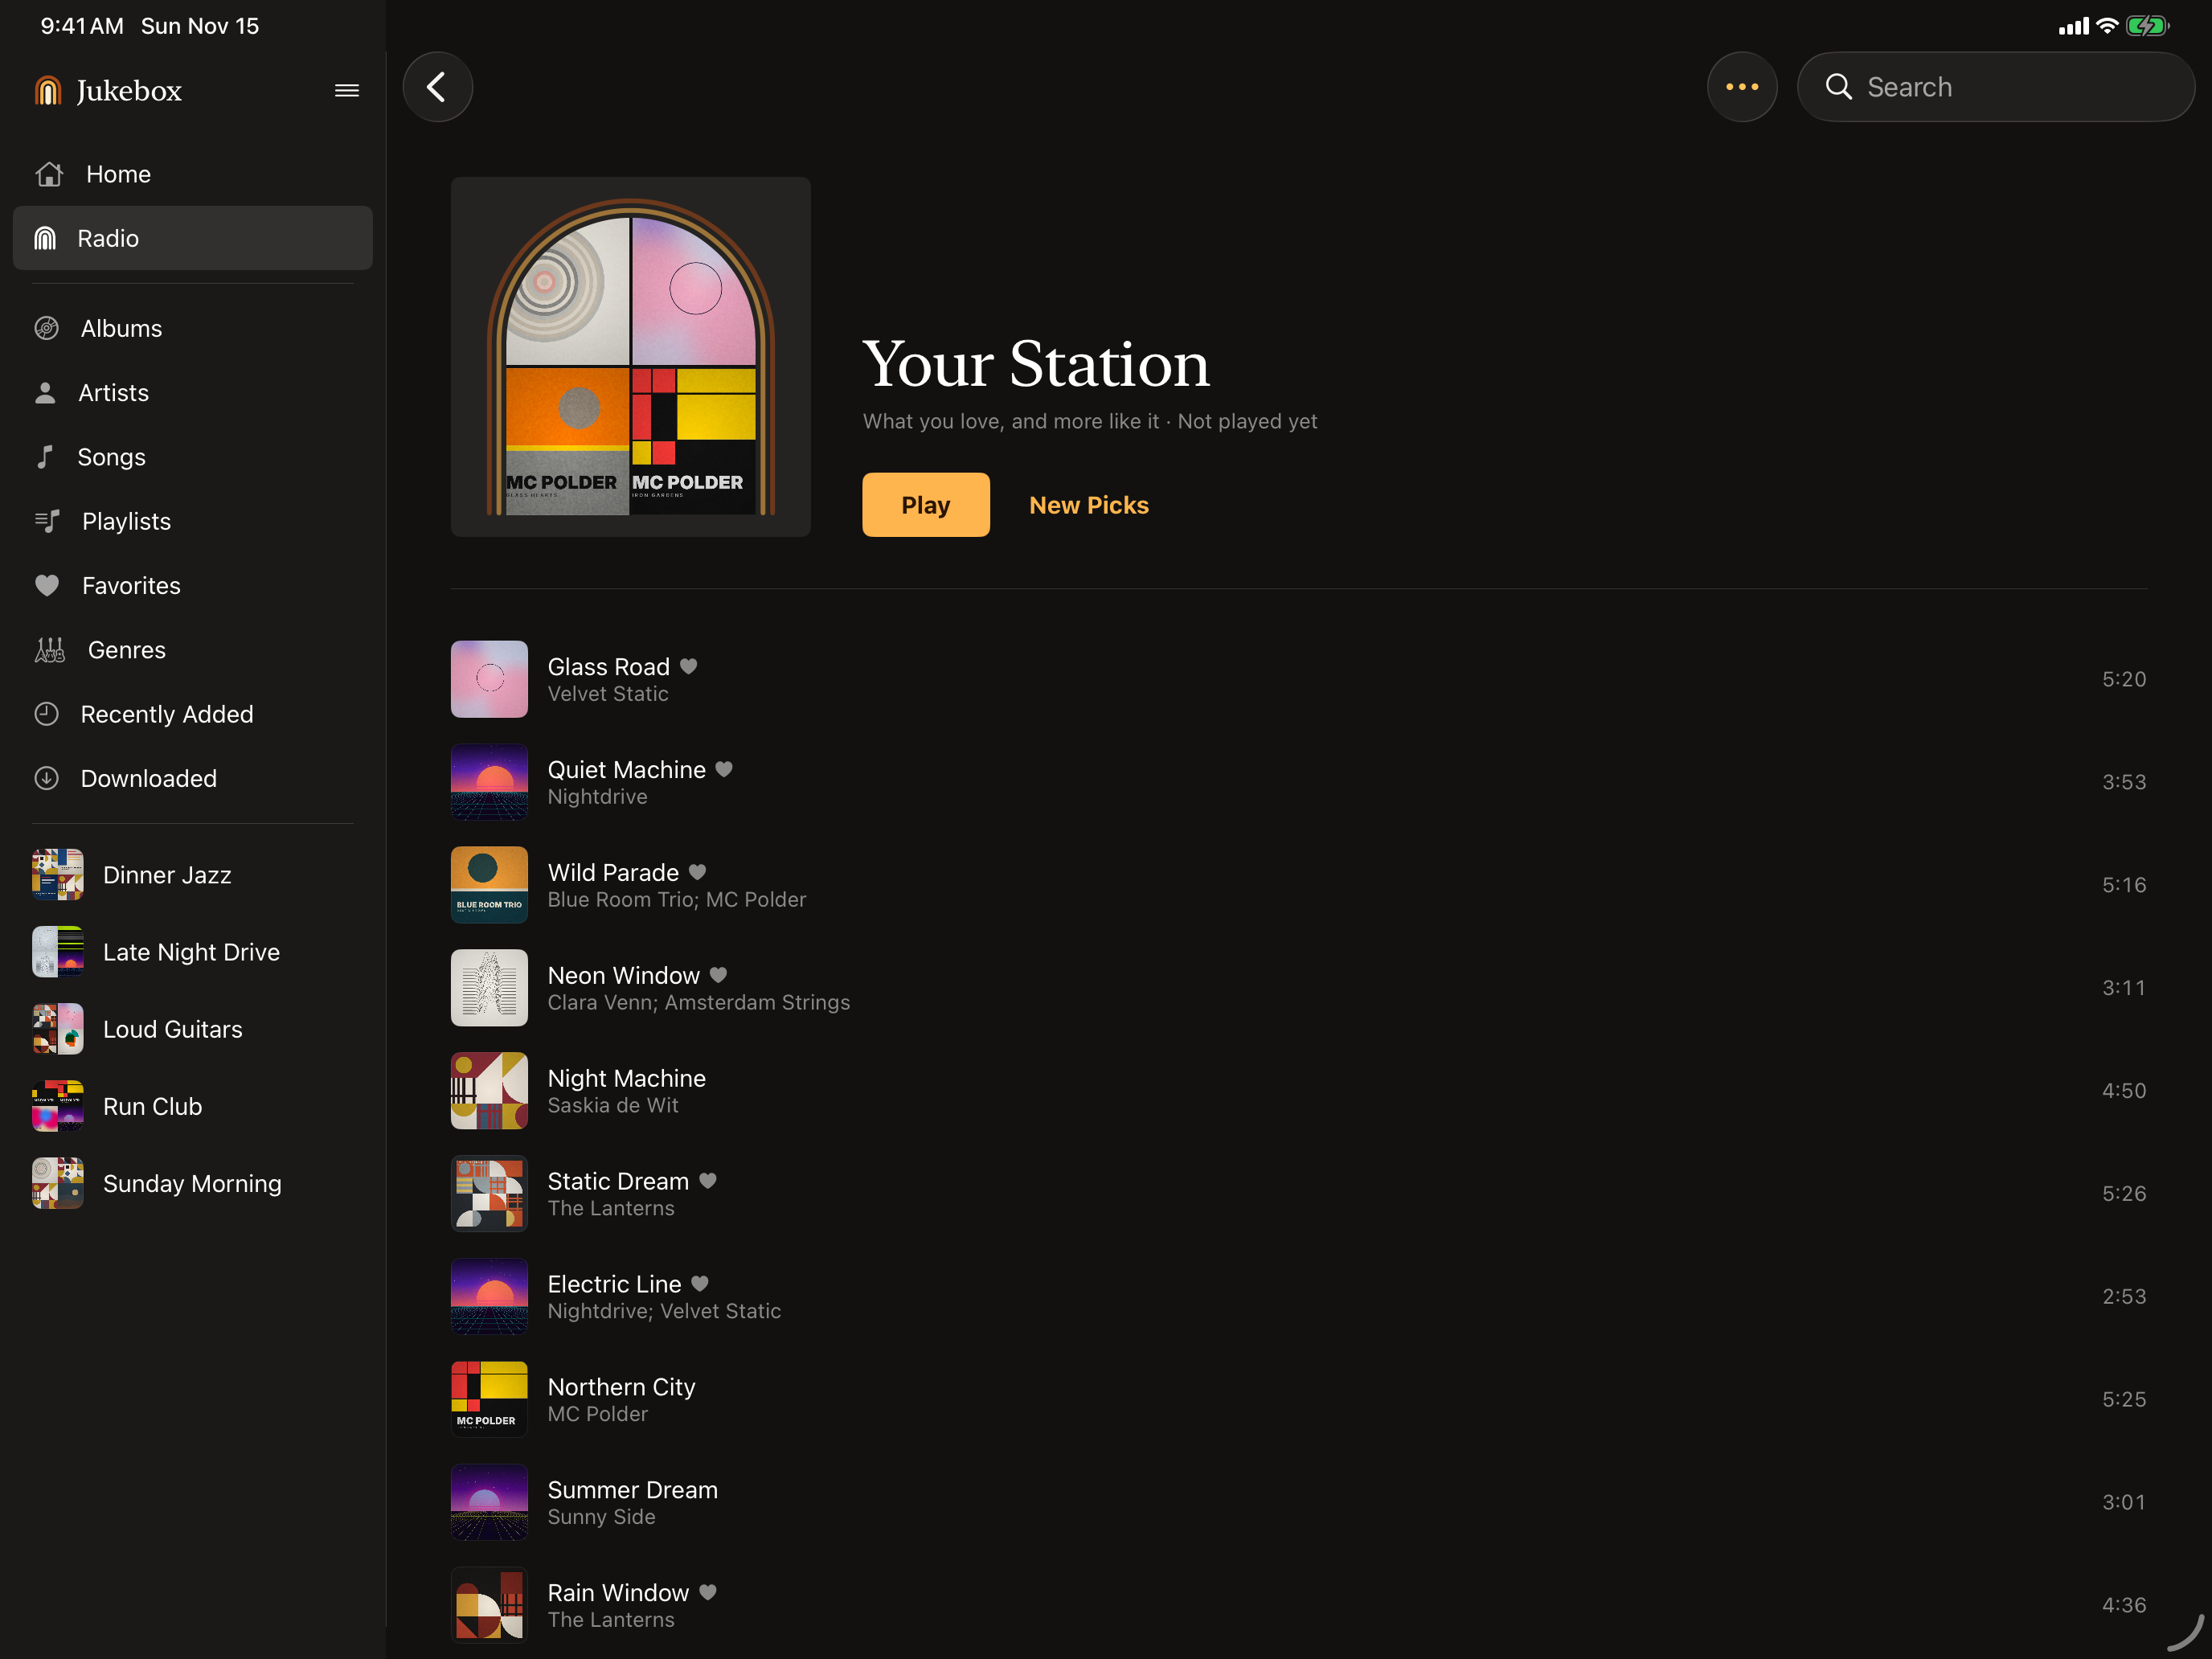 9:41 AM Sun Nov 15
Jukebox
Home
Radio
Albums
Artists
Songs
Playlists
Favorites
Genres
Recently Added
Downloaded
Dinner Jazz
Late Night Drive
Loud Guitars
Run Club
Sunday Morning
Search
MC POLDER
GLASS HEARTS
MC POLDER
IRON GARDENS
Your Station
What you love, and more like it · Not played yet
Play
New Picks
Glass Road
Velvet Static
5:20
Quiet Machine
Nightdrive
3:53
BLUE ROOM TRIO
Wild Parade
Blue Room Trio; MC Polder
5:16
Neon Window
Clara Venn; Amsterdam Strings
3:11
Night Machine
Saskia de Wit
4:50
Static Dream
The Lanterns
5:26
Electric Line
Nightdrive; Velvet Static
2:53
MC POLDER
Northern City
MC Polder
5:25
Summer Dream
Sunny Side
3:01
Rain Window
The Lanterns
4:36